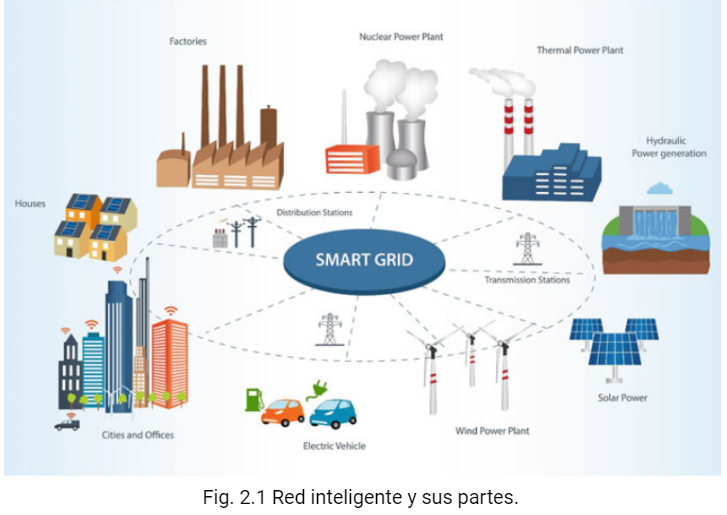 Factories
Nuclear Power Plant
Thermal Power Plant
Hydraulic
Power generation
Houses
Distribution Stations
SMART GRID
Transmission Stations
Solar Power
Wind Power Plant
Cities and Offices
Electric Vehicle
Fig. 2.1 Red inteligente y sus partes.